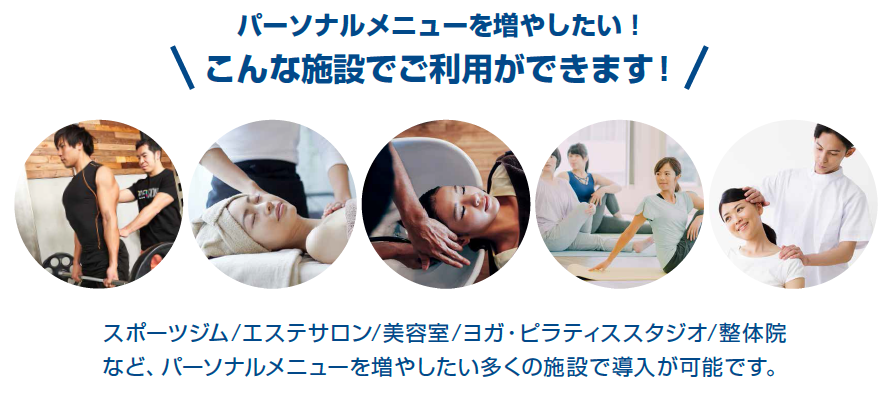 パーソナルメニューを増やしたい！
こんな施設でご利用ができます！
スポーツジム/エステサロン/美容室/ヨガ・ピラティススタジオ/整体院
など、パーソナルメニューを増やしたい多くの施設で導入が可能です。